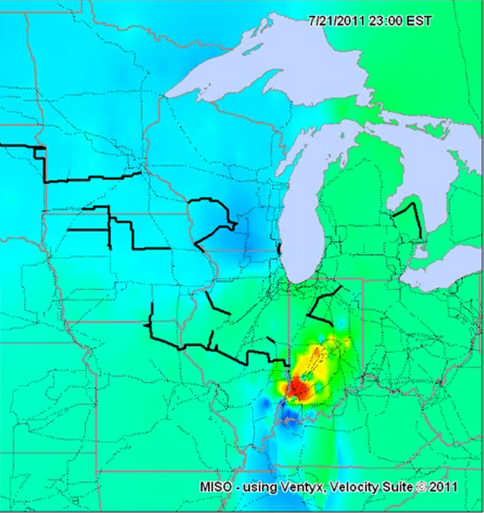 7/21/2011 23:00 EST
MISO - using Ventyx, Velocity Suite © 2011